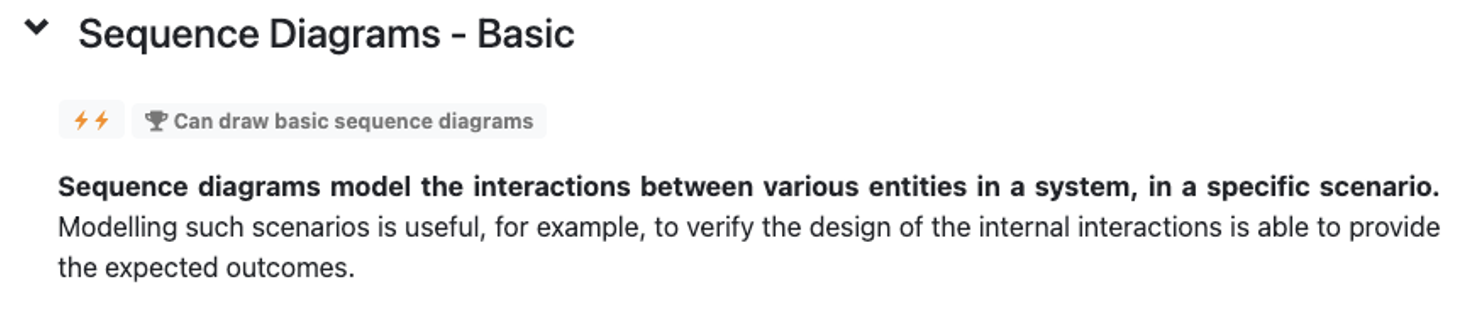 Sequence Diagrams - Basic
Can draw basic sequence diagrams
Sequence diagrams model the interactions between various entities in a system, in a specific scenario.
Modelling such scenarios is useful, for example, to verify the design of the internal interactions is able to provide
the expected outcomes.